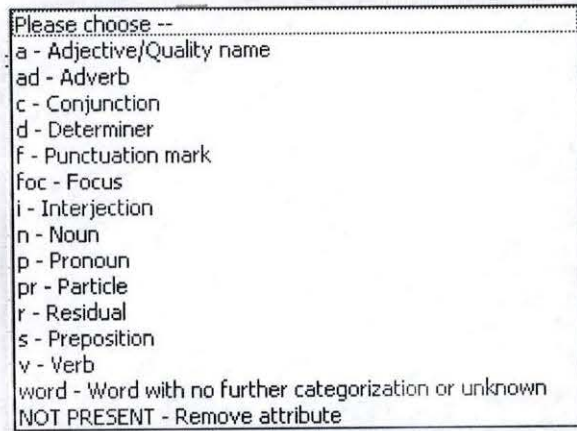 Please choose --
a - Adjective/Quality name
ad - Adverb
c - Conjunction
d - Determiner
f - Punctuation mark
foc - Focus
i - Interjection
n - Noun
p - Pronoun
pr - Particle
r - Residual
s - Preposition
v - Verb
word - Word with no further categorization or unknown
NOT PRESENT - Remove attribute